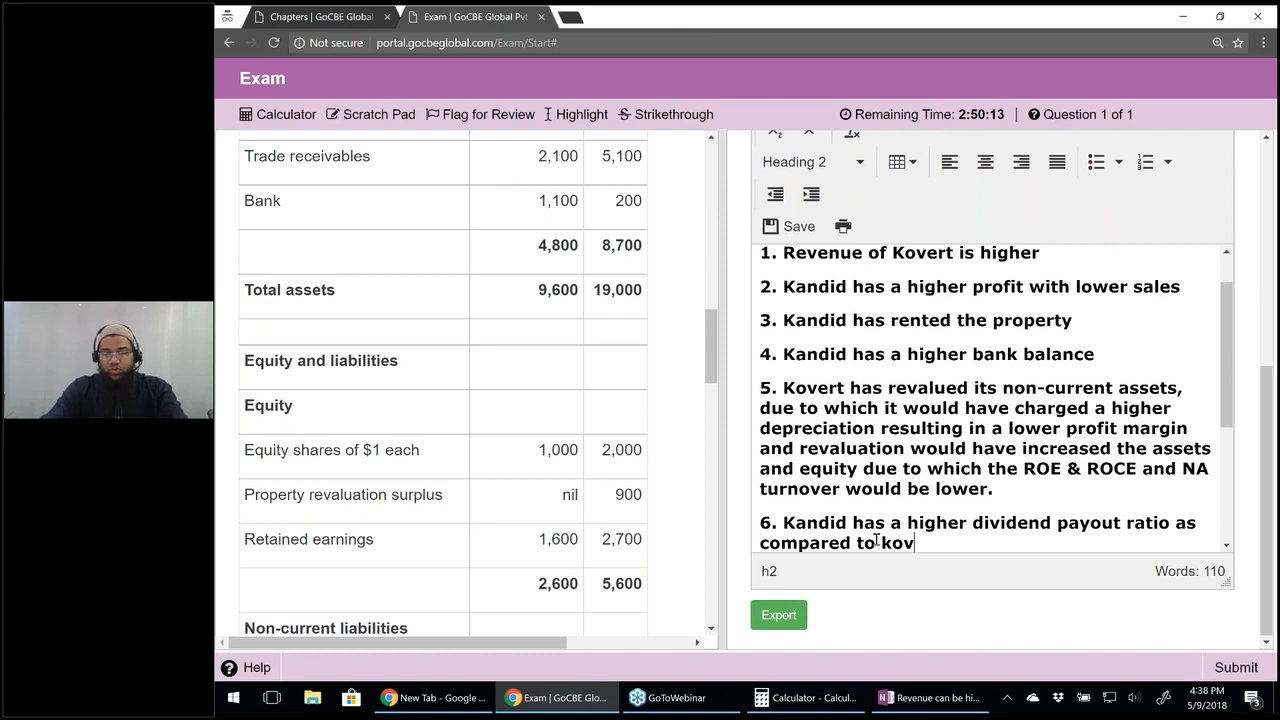 Chapters | GoCBE Global
Exam | GoCBE Global Pvt
Not secure
portal.gocbeglobal.com/Exam/Start#
Exam
Calculator
Scratch Pad
Flag for Review
Highlight
Strikethrough
Remaining Time: 2:50:13
Question 1 of 1
Trade receivables 2,100 5,100
Bank 1,100 200
4,800 8,700
Total assets 9,600 19,000
Equity and liabilities
Equity
Equity shares of $1 each 1,000 2,000
Property revaluation surplus nil 900
Retained earnings 1,600 2,700
2,600 5,600
Non-current liabilities
Heading 2
Save
1. Revenue of Kovert is higher
2. Kandid has a higher profit with lower sales
3. Kandid has rented the property
4. Kandid has a higher bank balance
5. Kovert has revalued its non-current assets,
due to which it would have charged a higher
depreciation resulting in a lower profit margin
and revaluation would have increased the assets
and equity due to which the ROE & ROCE and NA
turnover would be lower.
6. Kandid has a higher dividend payout ratio as
compared to kov
h2
Words: 110
Export
Help
Submit
New Tab - Google ...
Exam | GoCBE Glo...
GoToWebinar
Calculator - Calcul...
Revenue can be hi...
4:38 PM
5/9/2018
3